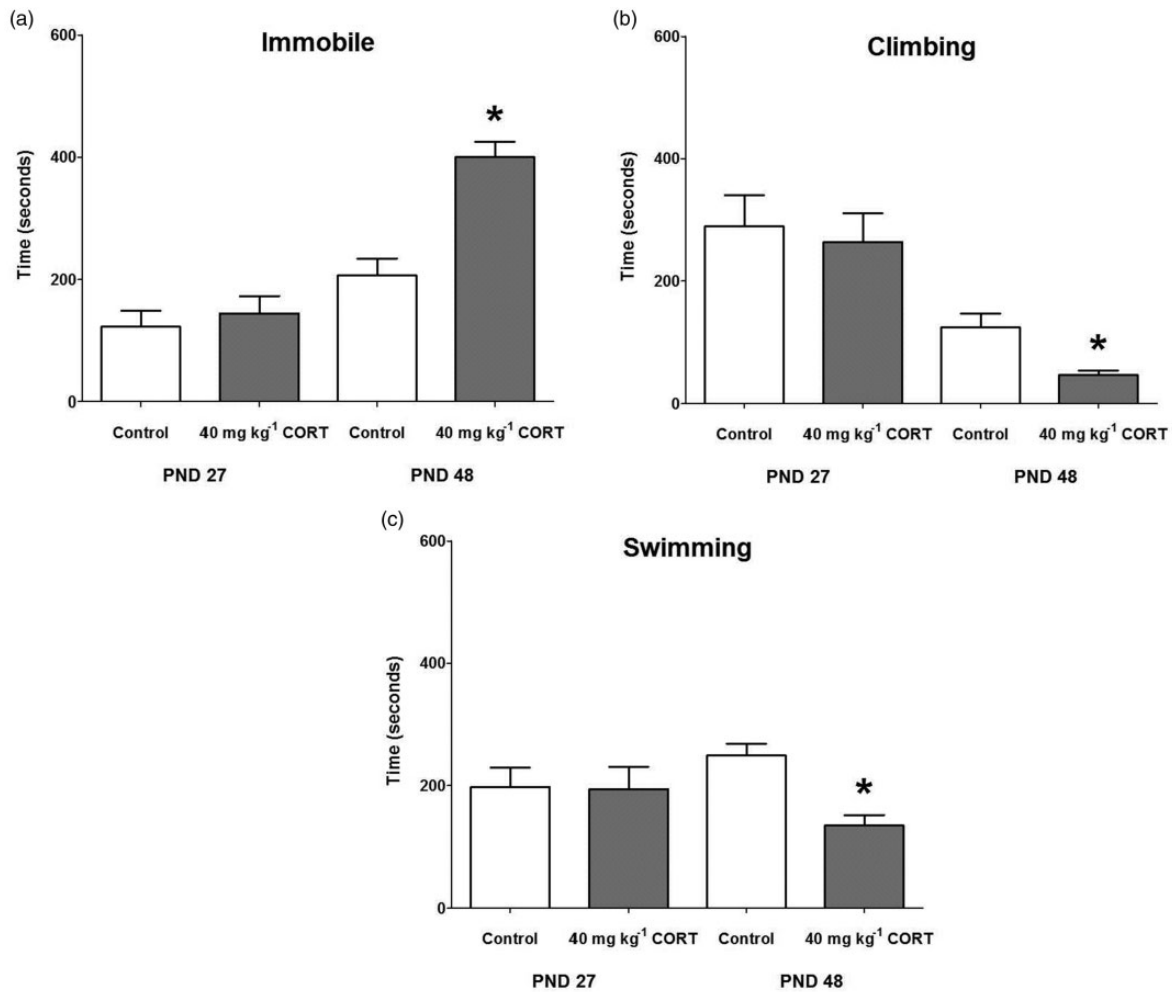 (a)
Immobile
600
400
200
0
Time (seconds)
*
Control 40 mg kg⁻¹ CORT Control 40 mg kg⁻¹ CORT
PND 27 PND 48
(b)
Climbing
600
400
200
0
Time (seconds)
*
Control 40 mg kg⁻¹ CORT Control 40 mg kg⁻¹ CORT
PND 27 PND 48
(c)
Swimming
600
400
200
0
Time (seconds)
*
Control 40 mg kg⁻¹ CORT Control 40 mg kg⁻¹ CORT
PND 27 PND 48